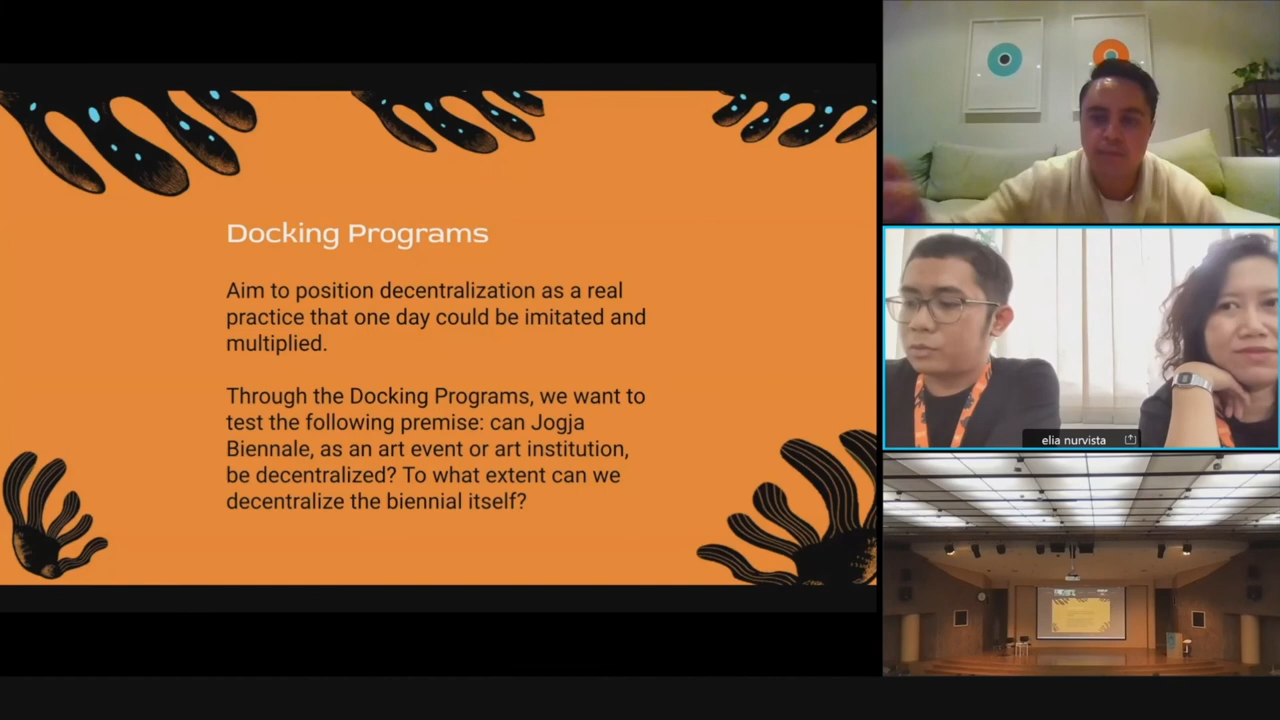 Docking Programs
Aim to position decentralization as a real
practice that one day could be imitated and
multiplied.
Through the Docking Programs, we want to
test the following premise: can Jogja
Biennale, as an art event or art institution,
be decentralized? To what extent can we
decentralize the biennial itself?
elia nurvista